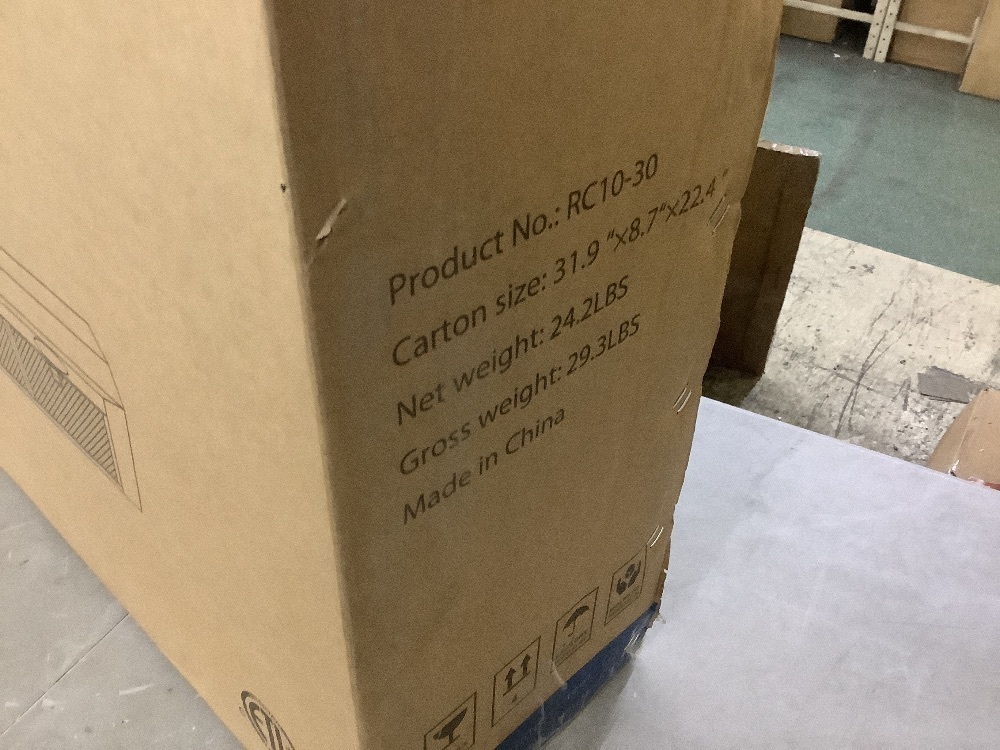 Product No.: RC10-30
Carton size: 31.9 "x8.7"x22.4 "
Net weight: 24.2LBS
Gross weight: 29.3LBS
Made in China